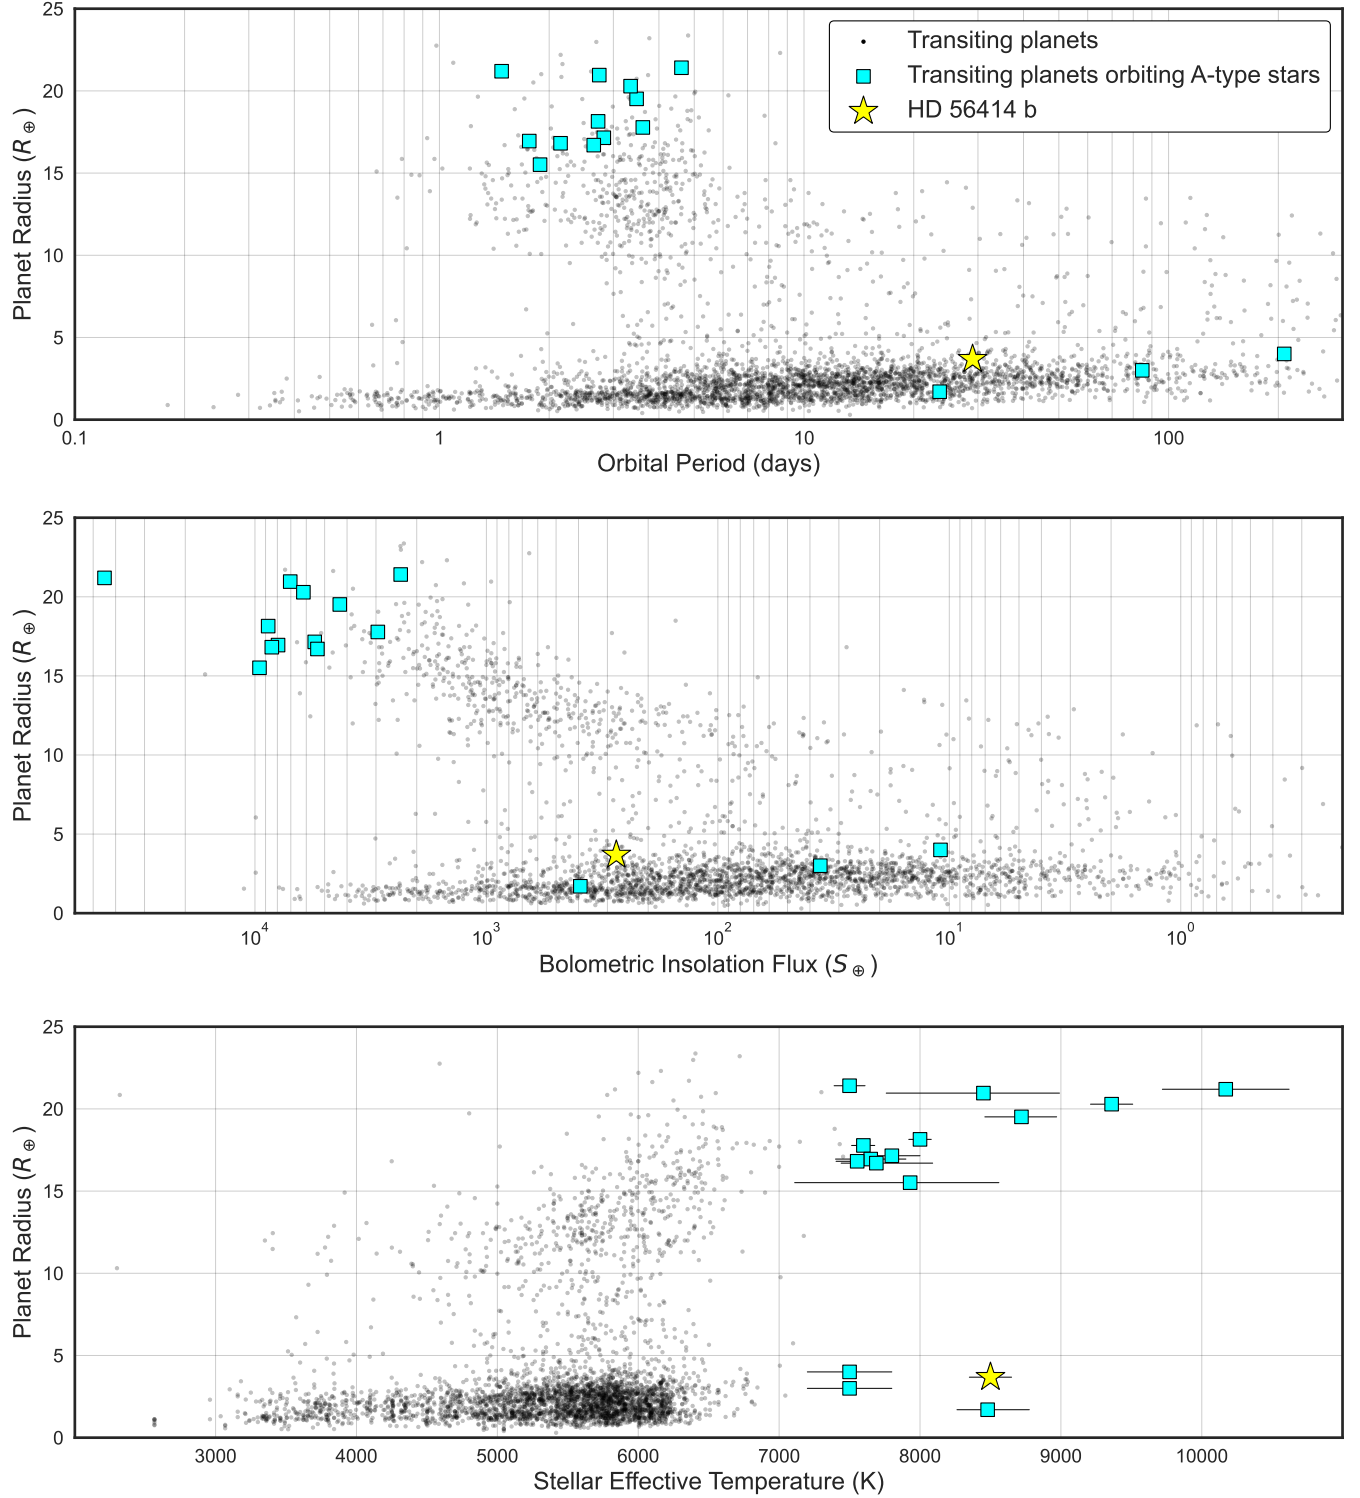 25
20
15
10
5
0
Planet Radius (R⊕)
Transiting planets
Transiting planets orbiting A-type stars
HD 56414 b
0.1 1 10 100
Orbital Period (days)
25
20
15
10
5
0
Planet Radius (R⊕)
10⁴ 10³ 10² 10¹ 10⁰
Bolometric Insolation Flux (S⊕)
25
20
15
10
5
0
Planet Radius (R⊕)
3000 4000 5000 6000 7000 8000 9000 10000
Stellar Effective Temperature (K)